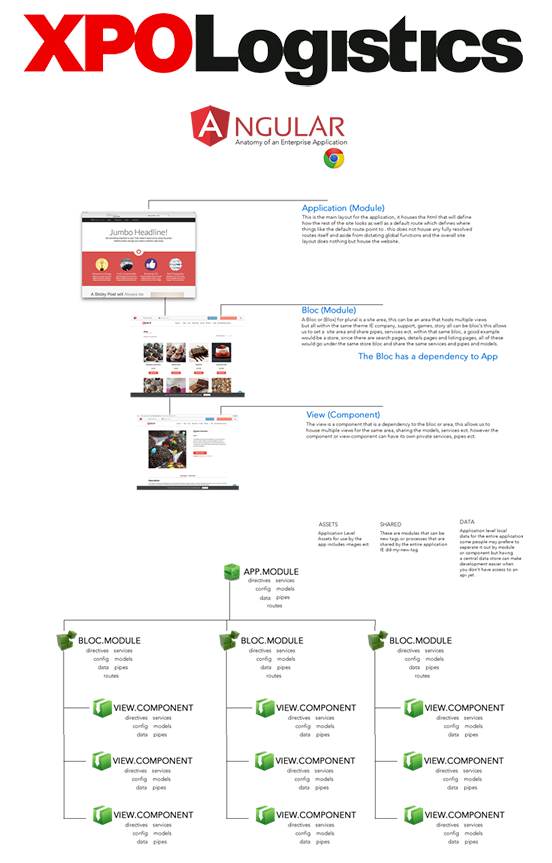 XPOLogistics
ANGULAR
Anatomy of an Enterprise Application
Application (Module)
This is the main layout for the application, it houses the html that will define
how the rest of the site looks as well as a default route which defines where
things like the default route point to . this does not house any fully resolved
routes itself and aside from dictating global functions and the overall site
layout does nothing but house the website.
Jumbo Headline!
A Sticky Post will Always be
Bloc (Module)
A Bloc or (Blox) for plural is a site area, this can be an area that hosts multiple views
but all within the same theme IE company, support, games, story all can be bloc's this allows
us to set a site area and share pipes, services ect. within that same bloc, a good example
would be a store, since there are search pages, details pages and listing pages, all of these
would go under the same store bloc and share the same services and pipes and models.
The Bloc has a dependency to App
View (Component)
The view is a component that is a dependency to the bloc or area, this allows us to
house multiple views for the same area, sharing the models, services ect. however the
component or view-component can have its own private services, pipes ect.
ASSETS
Application Level
Assets for use by the
app includes images ect.
SHARED
These are modules that can be
new tags or processes that are
shared by the entire application
IE did-my-new-tag
DATA
Application level local
data for the entire application
some people may prefere to
seperate it out by module
or component but having
a central data store can make
development easier when
you don't have access to an
api yet.
APP.MODULE
directives services
config models
data pipes
routes
BLOC.MODULE
directives services
config models
data pipes
routes
BLOC.MODULE
directives services
config models
data pipes
routes
BLOC.MODULE
directives services
config models
data pipes
routes
VIEW.COMPONENT
directives services
config models
data pipes
VIEW.COMPONENT
directives services
config models
data pipes
VIEW.COMPONENT
directives services
config models
data pipes
VIEW.COMPONENT
directives services
config models
data pipes
VIEW.COMPONENT
directives services
config models
data pipes
VIEW.COMPONENT
directives services
config models
data pipes
VIEW.COMPONENT
directives services
config models
data pipes
VIEW.COMPONENT
directives services
config models
data pipes
VIEW.COMPONENT
directives services
config models
data pipes